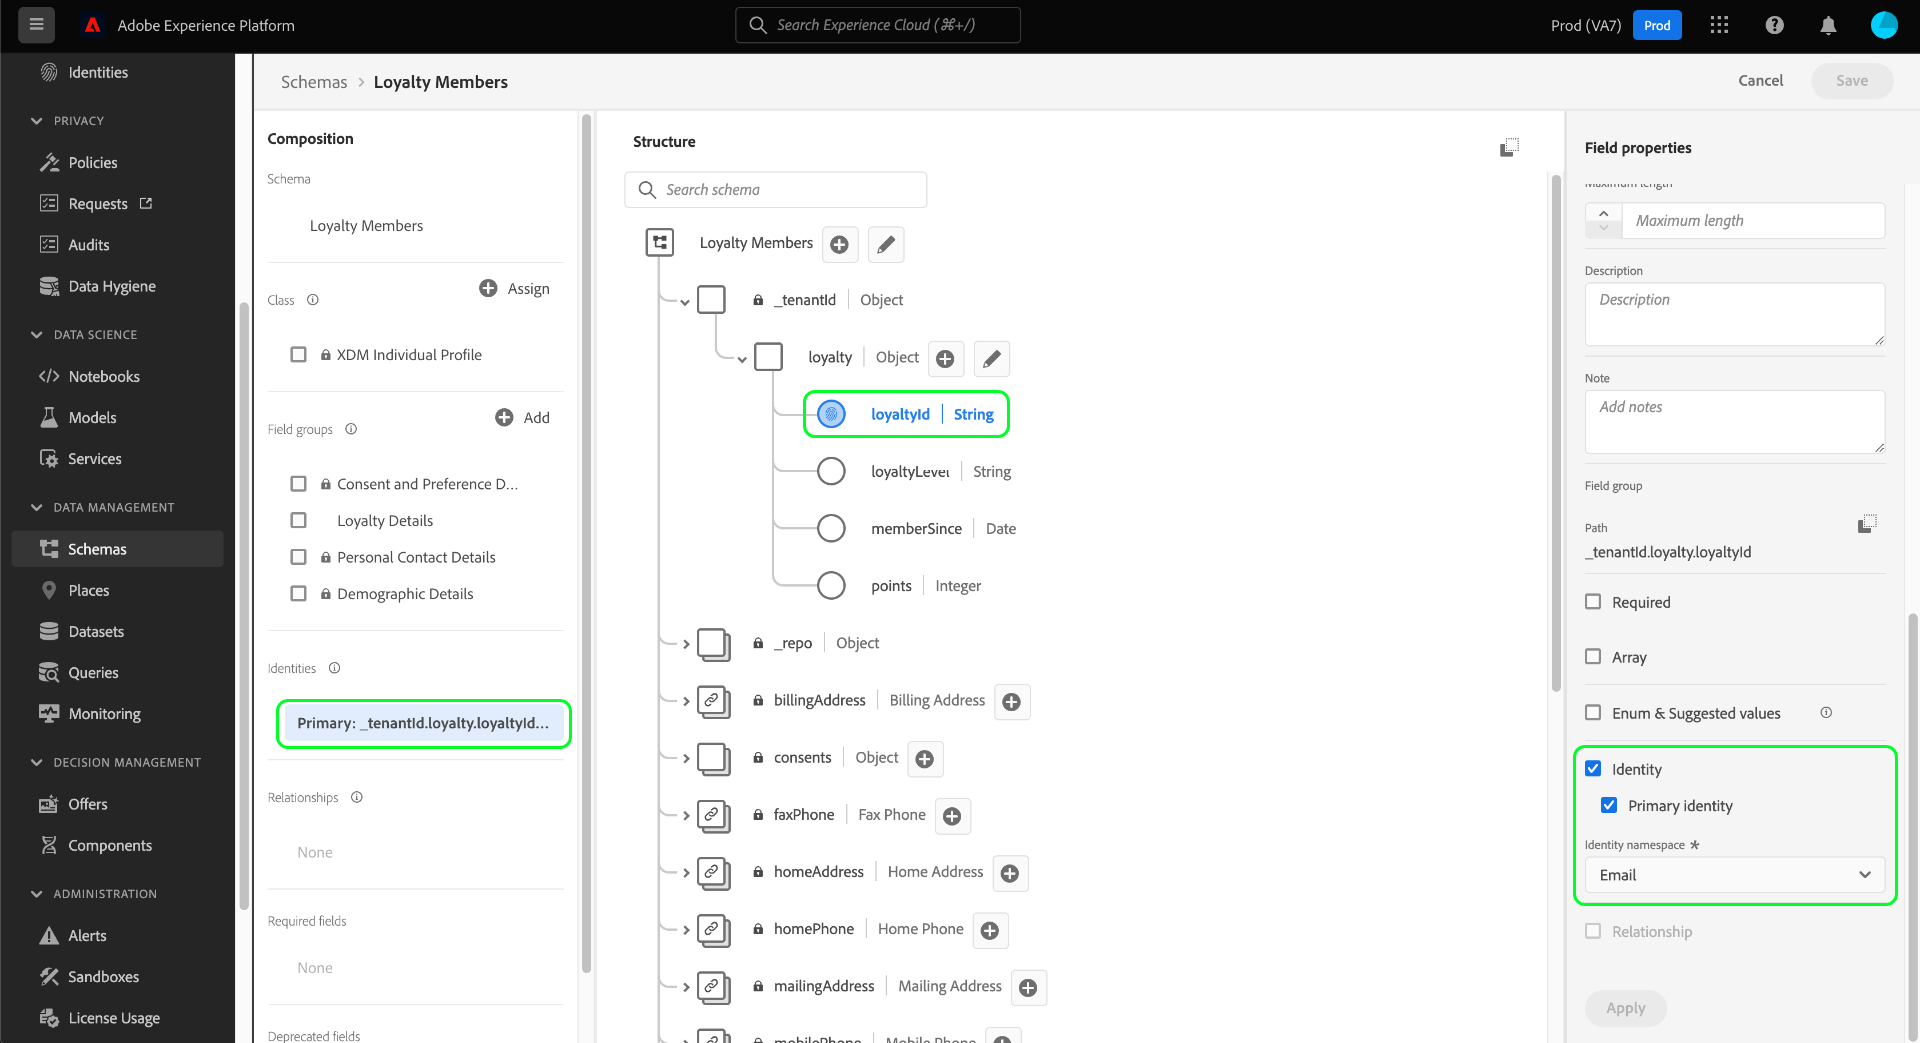 Adobe Experience Platform
Search Experience Cloud (⌘+/)
Prod (VA7)
Prod
Identities
PRIVACY
Policies
Requests
Audits
Data Hygiene
DATA SCIENCE
Notebooks
Models
Services
DATA MANAGEMENT
Schemas
Places
Datasets
Queries
Monitoring
DECISION MANAGEMENT
Offers
Components
ADMINISTRATION
Alerts
Sandboxes
License Usage
Schemas > Loyalty Members
Cancel
Save
Composition
Schema
Loyalty Members
Class
Assign
XDM Individual Profile
Field groups
Add
Consent and Preference D...
Loyalty Details
Personal Contact Details
Demographic Details
Identities
Primary: _tenantId.loyalty.loyaltyId...
Relationships
None
Required fields
None
Deprecated fields
Structure
Search schema
Loyalty Members
_tenantId | Object
loyalty | Object
loyaltyId | String
loyaltyLevel | String
memberSince | Date
points | Integer
_repo | Object
billingAddress | Billing Address
consents | Object
faxPhone | Fax Phone
homeAddress | Home Address
homePhone | Home Phone
mailingAddress | Mailing Address
mobilePhone | Mobile Phone
Field properties
Maximum length
Maximum length
Description
Description
Note
Add notes
Field group
Path
_tenantId.loyalty.loyaltyId
Required
Array
Enum & Suggested values
Identity
Primary identity
Identity namespace *
Email
Relationship
Apply